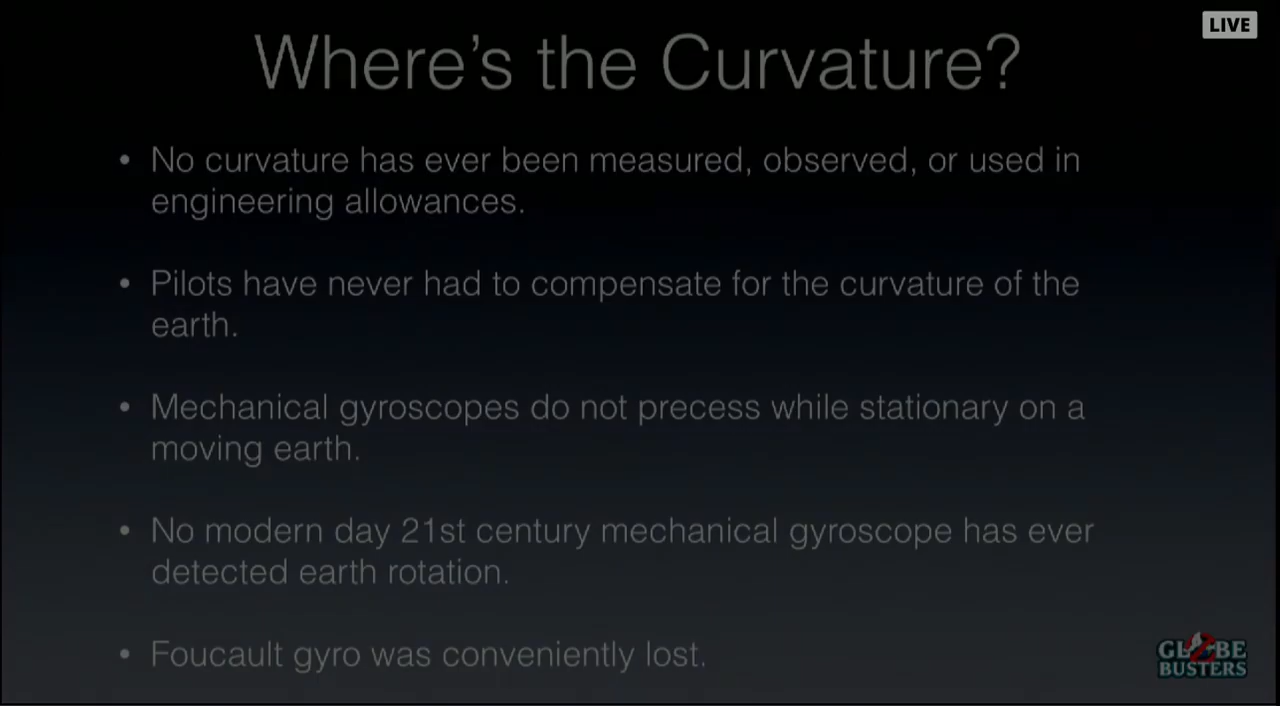 LIVE
Where's the Curvature?
• No curvature has ever been measured, observed, or used in
engineering allowances.
• Pilots have never had to compensate for the curvature of the
earth.
• Mechanical gyroscopes do not precess while stationary on a
moving earth.
• No modern day 21st century mechanical gyroscope has ever
detected earth rotation.
• Foucault gyro was conveniently lost.
GLOBE
BUSTERS